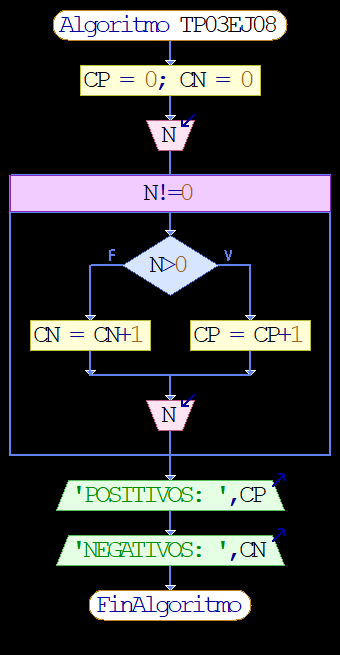 Algoritmo TP03EJ08
CP = 0; CN = 0
N
N!=0
N>0
F
V
CN = CN+1
CP = CP+1
N
'POSITIVOS: ',CP
'NEGATIVOS: ',CN
FinAlgoritmo